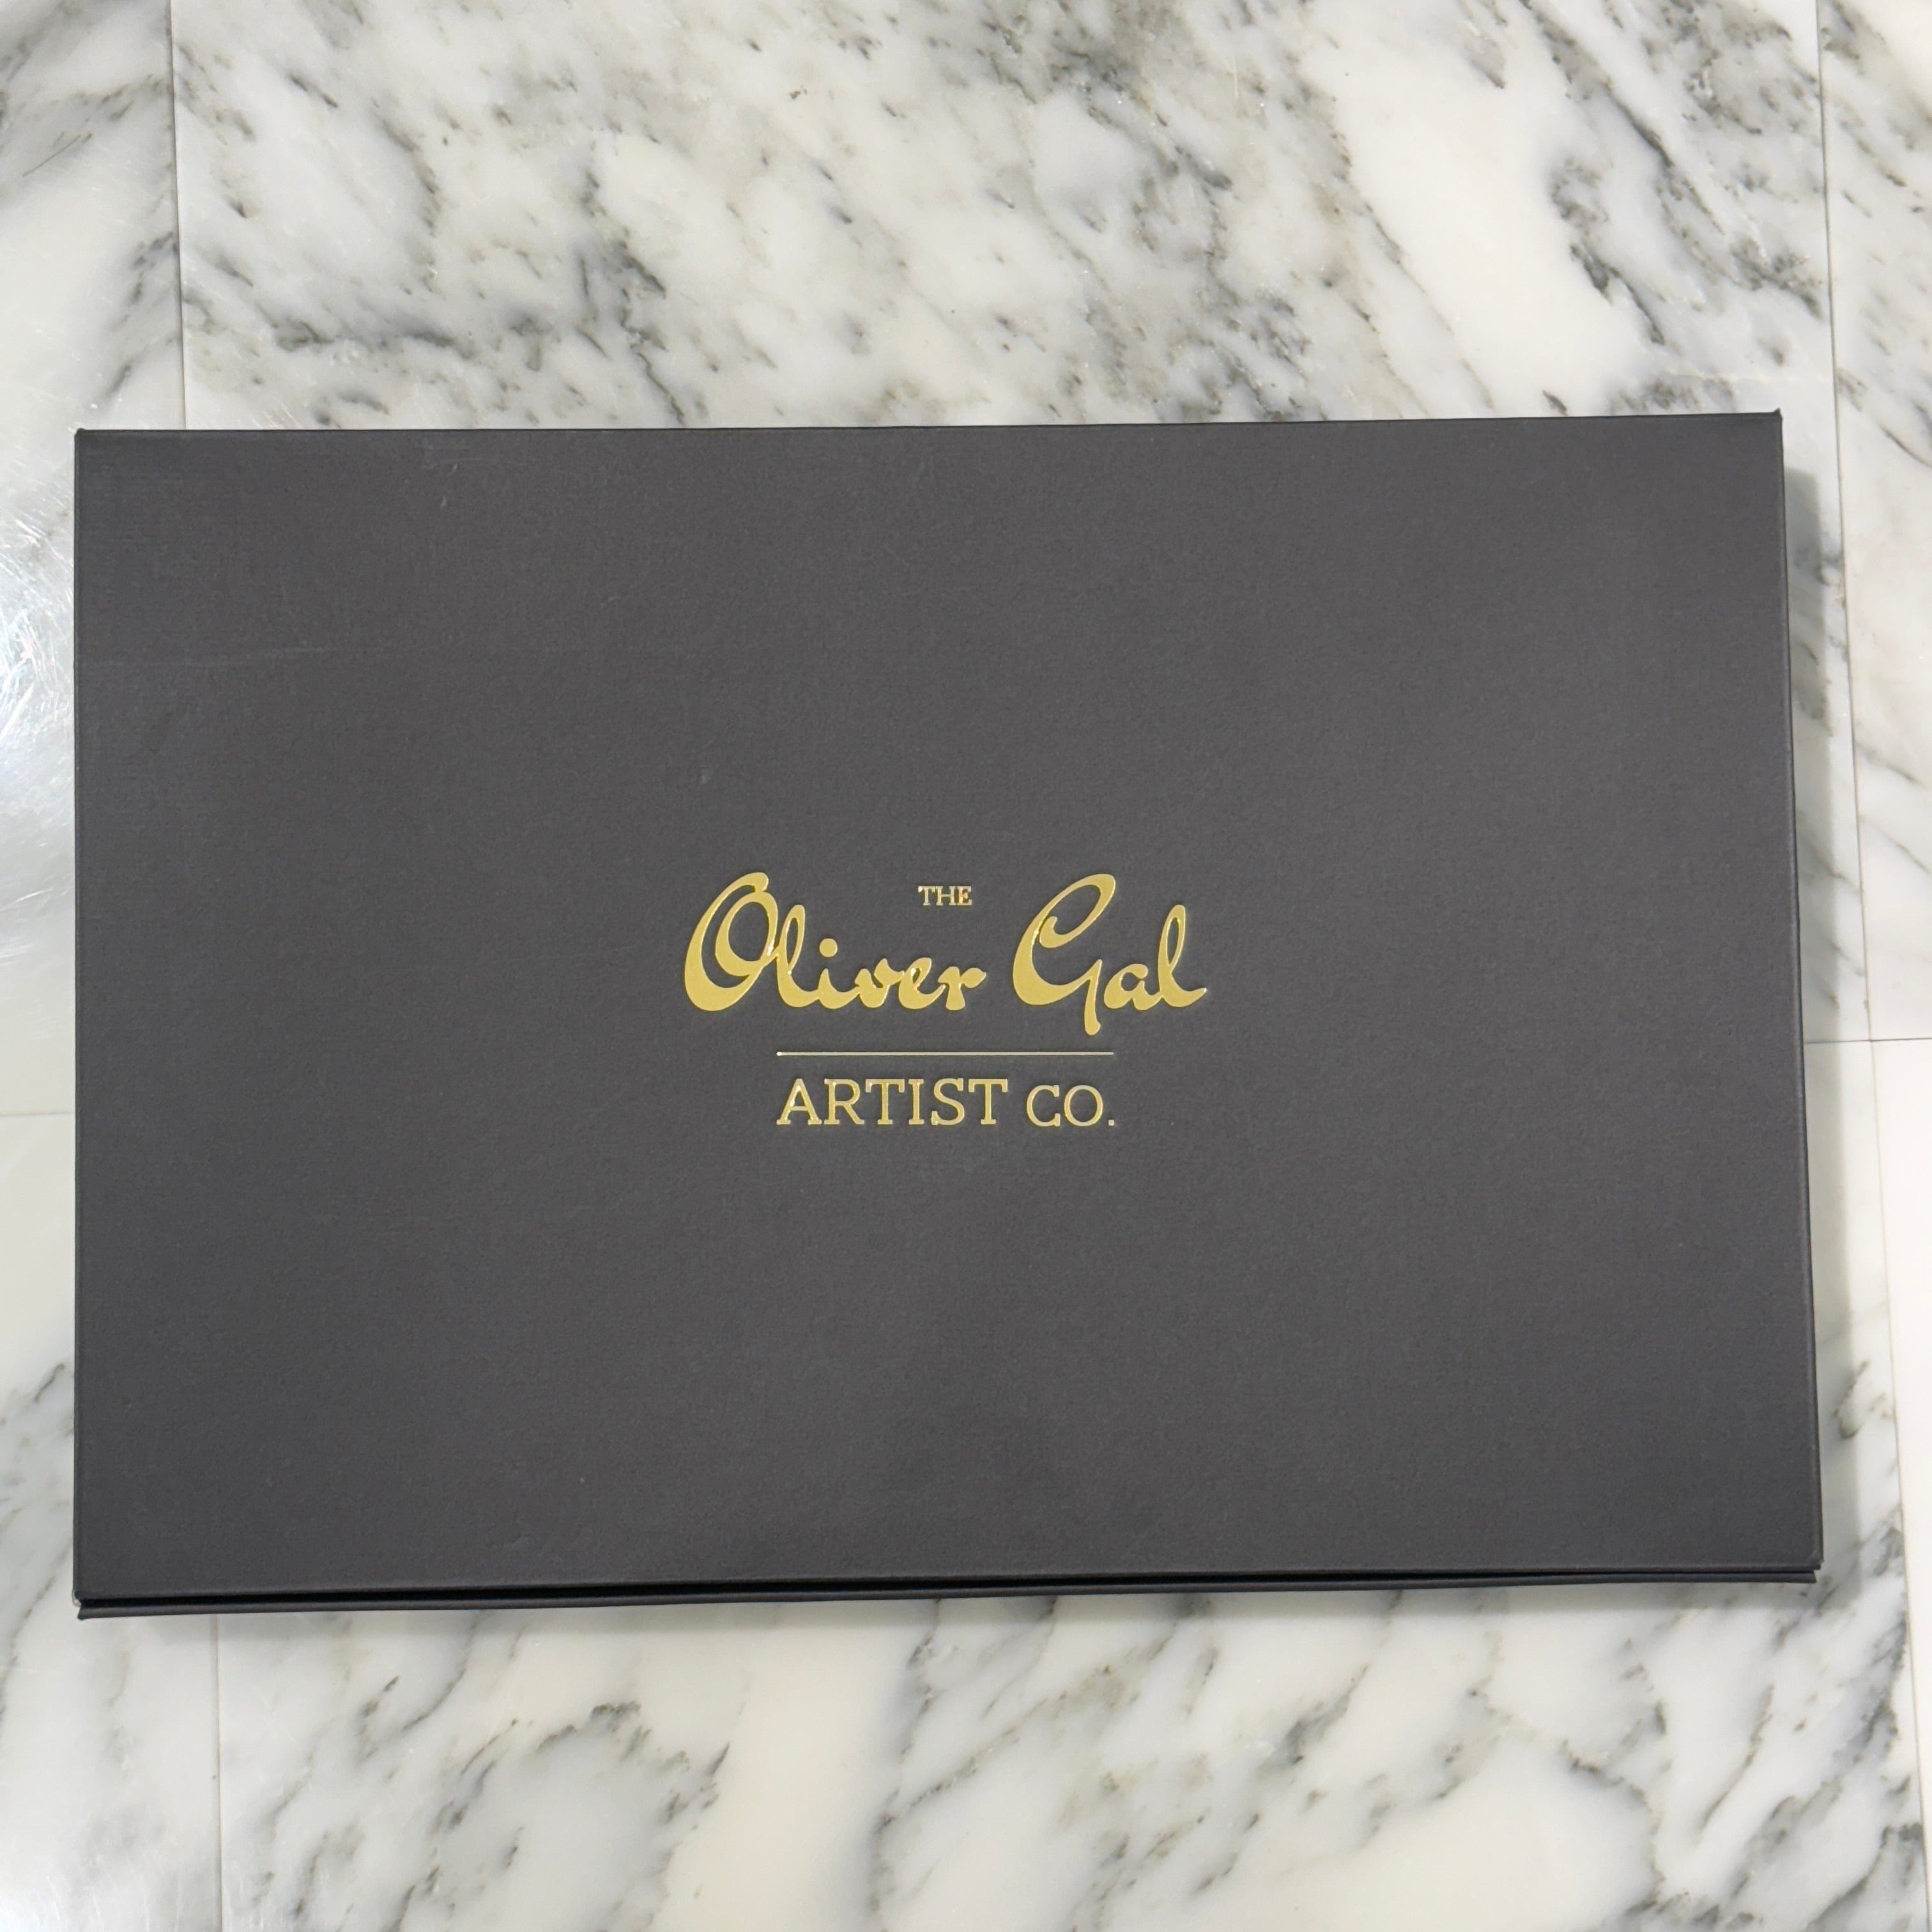 THE
Oliver Gal
ARTIST CO.